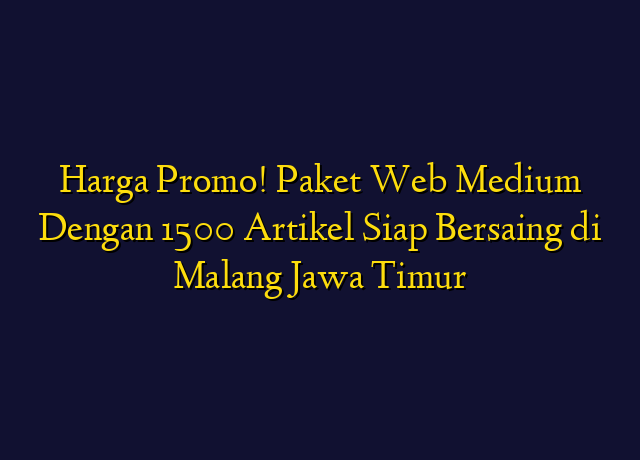 Harga Promo! Paket Web Medium
Dengan 1500 Artikel Siap Bersaing di
Malang Jawa Timur